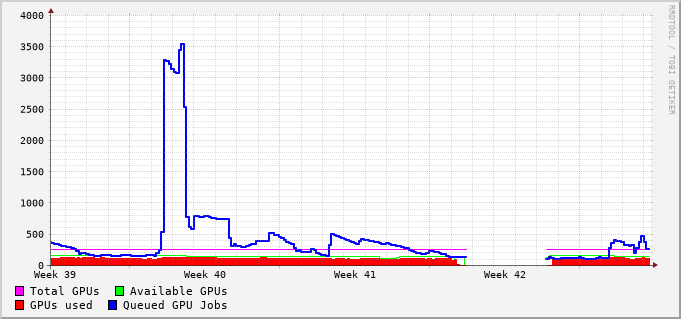 4000
3500
3000
2500
2000
1500
1000
500
0
Week 39 Week 40 Week 41 Week 42
Total GPUs Available GPUs
GPUs used Queued GPU Jobs
RRDTOOL / TOBI OETIKER